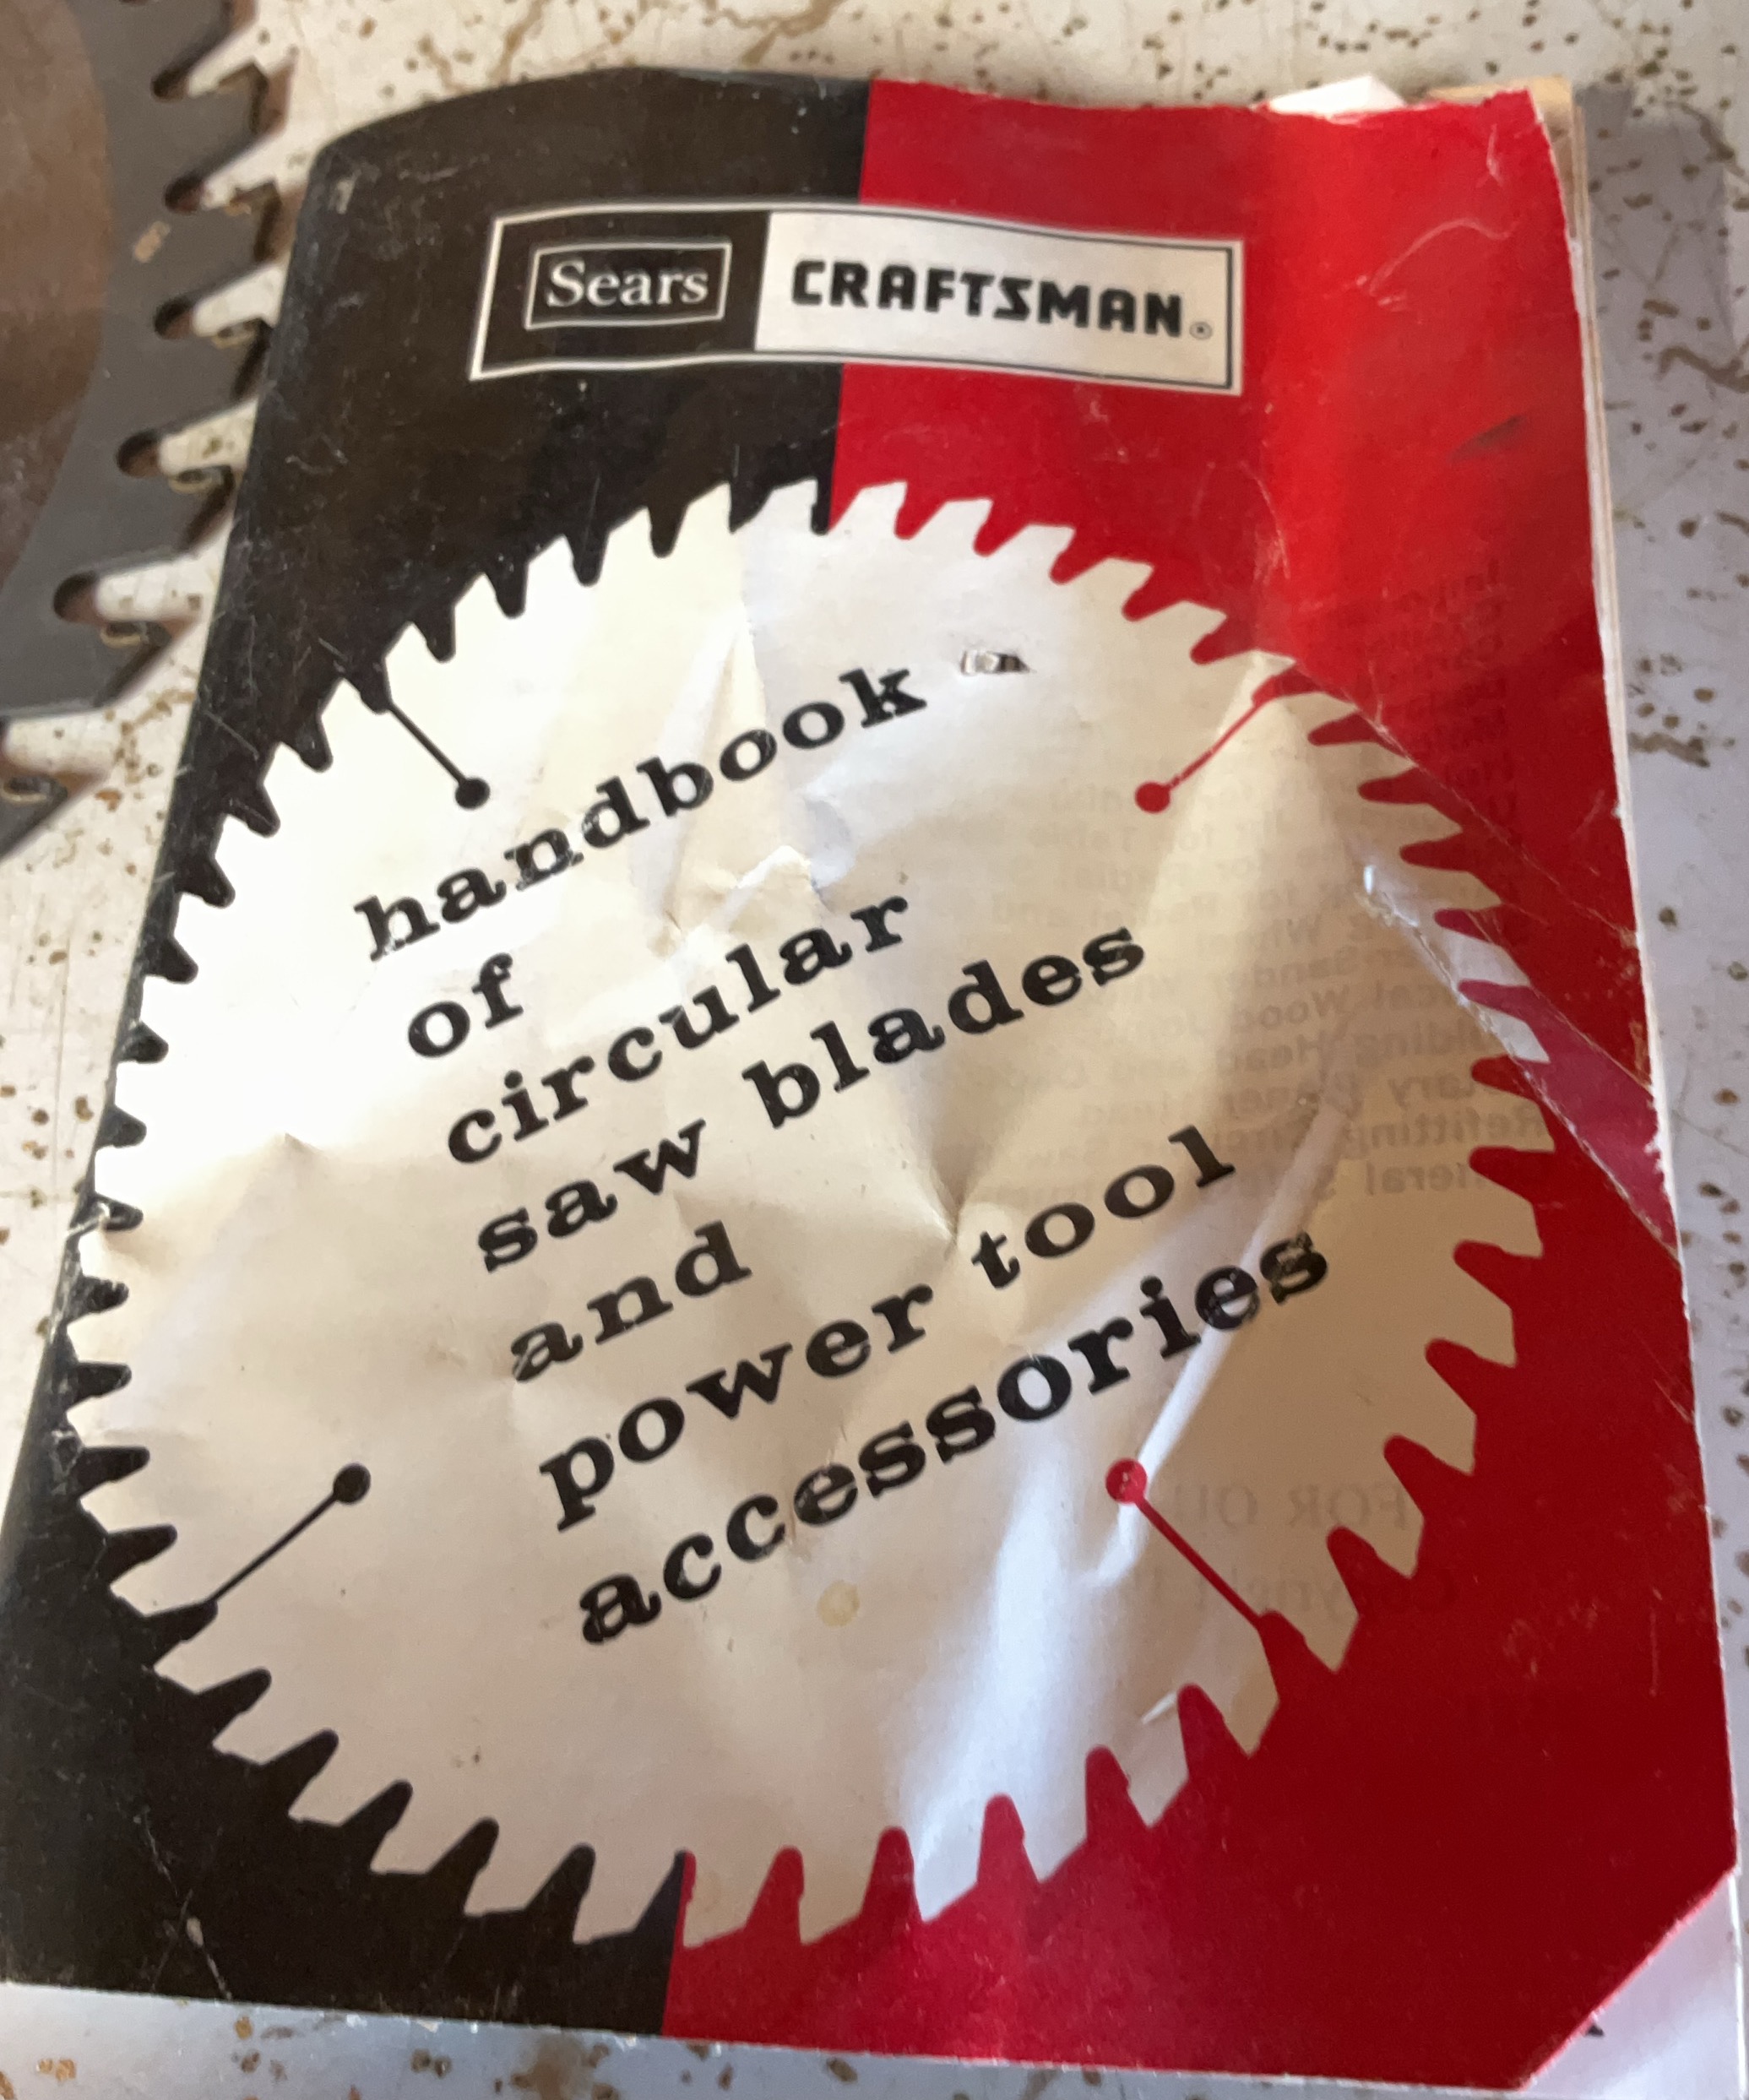 Sears CRAFTSMAN®
handbook
of
circular
saw blades
and
power tool
accessories